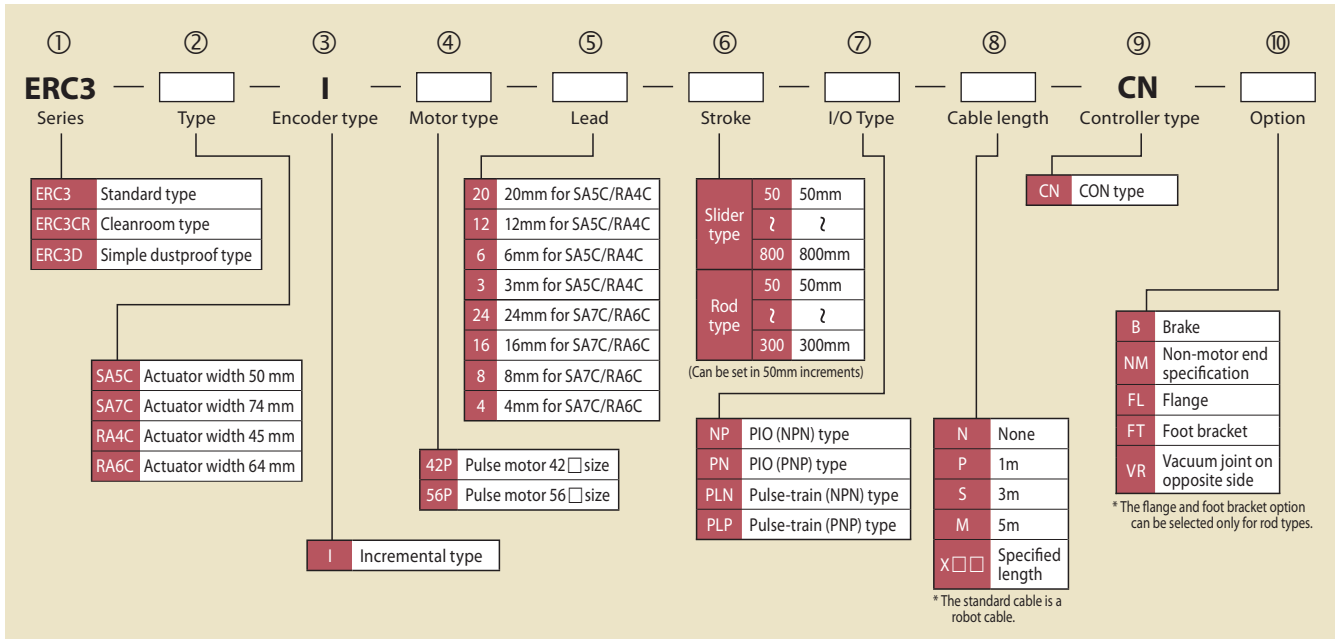 ① ② ③ ④ ⑤ ⑥ ⑦ ⑧ ⑨ ⑩
ERC3 — — I — — — — — — CN —
Series Type Encoder type Motor type Lead Stroke I/O Type Cable length Controller type Option
ERC3 Standard type
ERC3CR Cleanroom type
ERC3D Simple dustproof type
SA5C Actuator width 50 mm
SA7C Actuator width 74 mm
RA4C Actuator width 45 mm
RA6C Actuator width 64 mm
I Incremental type
42P Pulse motor 42□size
56P Pulse motor 56□size
20 20mm for SA5C/RA4C
12 12mm for SA5C/RA4C
6 6mm for SA5C/RA4C
3 3mm for SA5C/RA4C
24 24mm for SA7C/RA6C
16 16mm for SA7C/RA6C
8 8mm for SA7C/RA6C
4 4mm for SA7C/RA6C
Slider
type
50 50mm
≀ ≀
800 800mm
Rod
type
50 50mm
≀ ≀
300 300mm
(Can be set in 50mm increments)
NP PIO (NPN) type
PN PIO (PNP) type
PLN Pulse-train (NPN) type
PLP Pulse-train (PNP) type
N None
P 1m
S 3m
M 5m
X□□ Specified
length
* The standard cable is a
robot cable.
CN CON type
B Brake
NM Non-motor end
specification
FL Flange
FT Foot bracket
VR Vacuum joint on
opposite side
* The flange and foot bracket option
can be selected only for rod types.